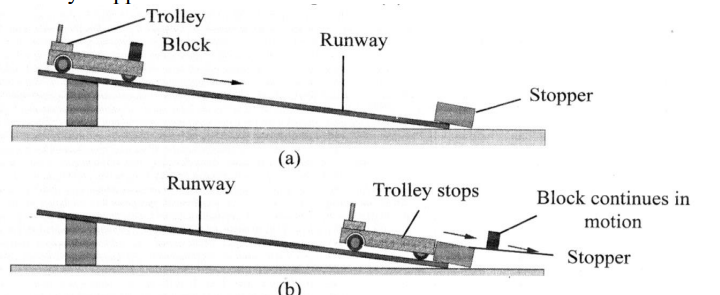 Trolley
Block
Runway
Stopper
(a)
Runway
Trolley stops
Block continues in
motion
Stopper
(b)